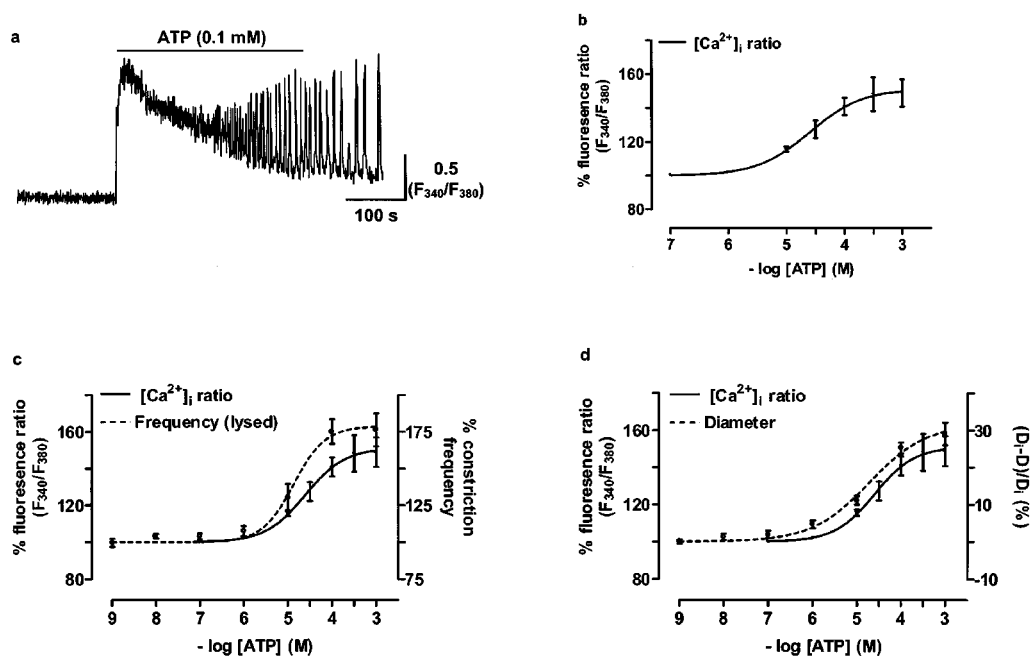 a
ATP (0.1 mM)
0.5
(F340/F380)
100 s
b
[Ca2+]i ratio
% fluoresence ratio
(F340/F380)
160
120
80
7
6
5
4
3
- log [ATP] (M)
c
[Ca2+]i ratio
Frequency (lysed)
% fluoresence ratio
(F340/F380)
160
120
80
175
125
75
% constriction
frequency
9
8
7
6
5
4
3
- log [ATP] (M)
d
[Ca2+]i ratio
Diameter
% fluoresence ratio
(F340/F380)
160
120
80
30
10
-10
(Di-D)/Di (%)
9
8
7
6
5
4
3
- log [ATP] (M)